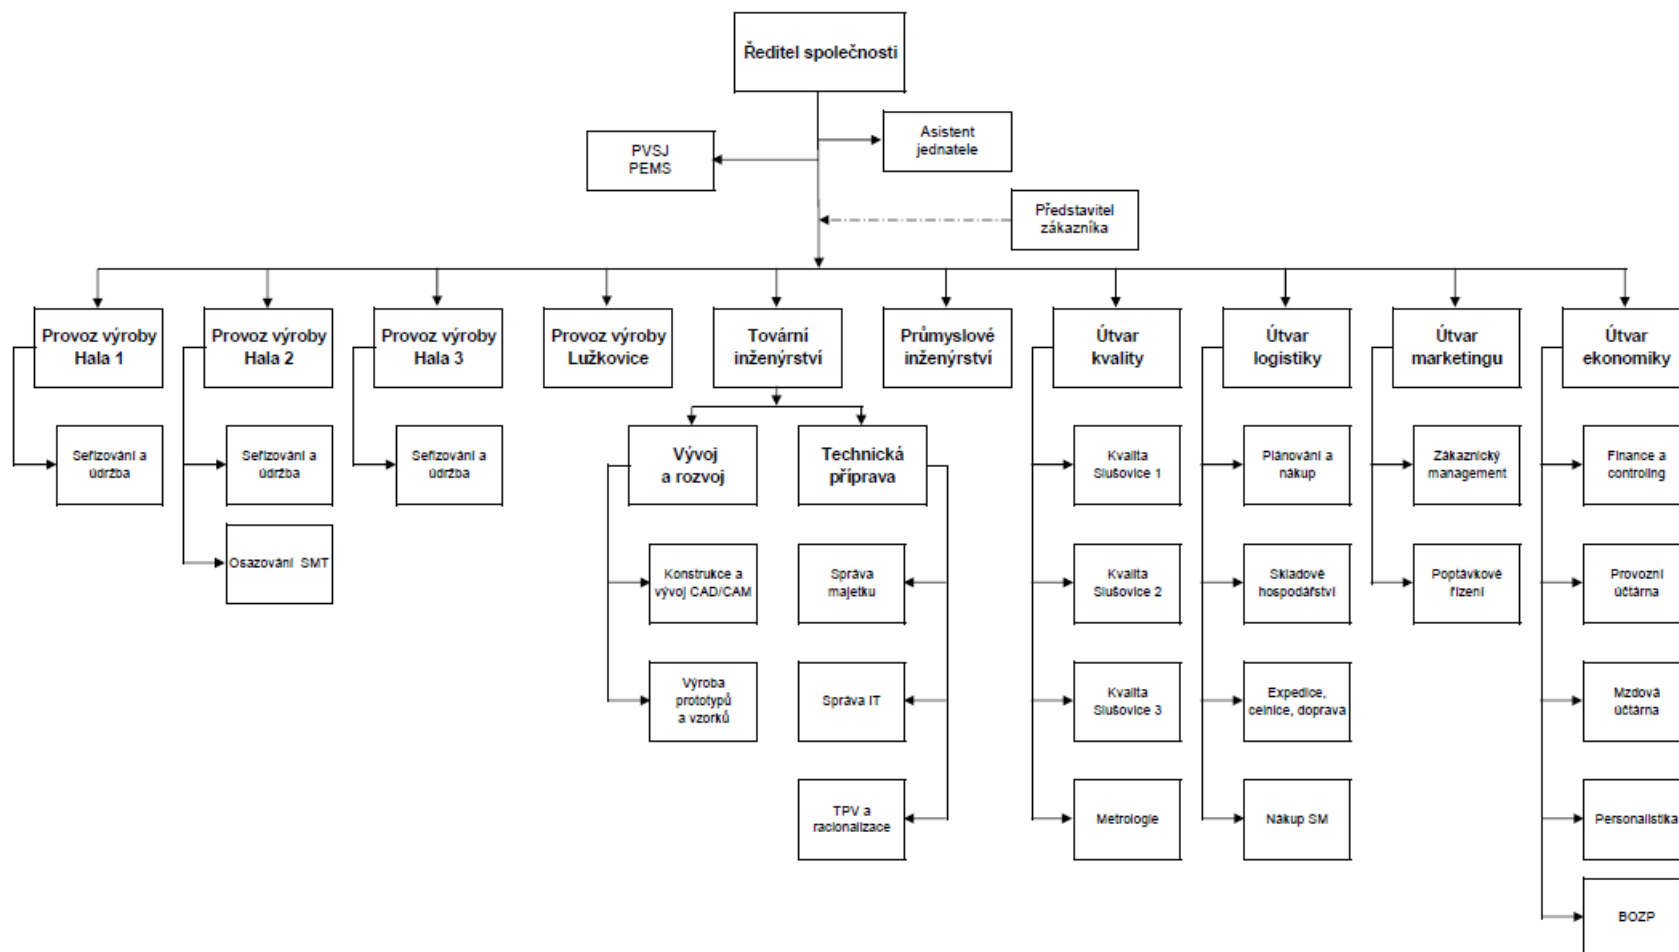 Ředitel společnosti
Asistent
jednatele
PVSJ
PEMS
Představitel
zákazníka
Provoz výroby
Hala 1
Provoz výroby
Hala 2
Provoz výroby
Hala 3
Provoz výroby
Lužkovice
Tovární
inženýrství
Průmyslové
inženýrství
Útvar
kvality
Útvar
logistiky
Útvar
marketingu
Útvar
ekonomiky
Seřizování a
údržba
Seřizování a
údržba
Seřizování a
údržba
Vývoj
a rozvoj
Technická
příprava
Kvalita
Slušovice 1
Plánování a
nákup
Zákaznický
management
Finance a
controling
Osazování SMT
Konstrukce a
vývoj CAD/CAM
Správa
majetku
Kvalita
Slušovice 2
Skladové
hospodářství
Poptávkové
řízení
Provozní
účtárna
Výroba
prototypů
a vzorků
Správa IT
Kvalita
Slušovice 3
Expedice,
celnice, doprava
Mzdová
účtárna
TPV a
racionalizace
Metrologie
Nákup SM
Personalistika
BOZP